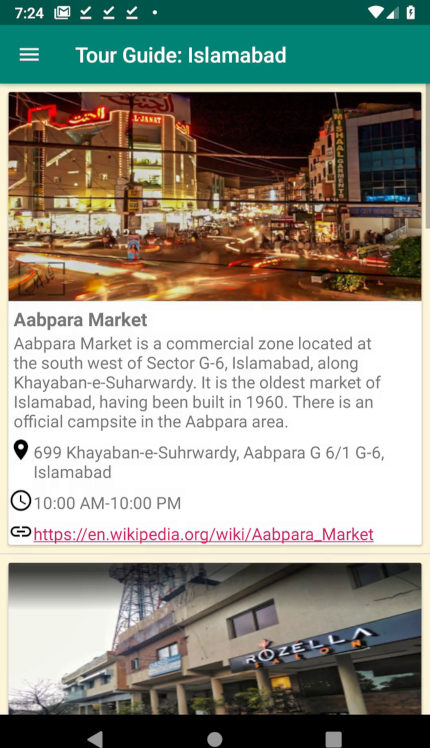 7:24
Tour Guide: Islamabad
AL-JANAT
MISHAAL GARMENTS
Aabpara Market
Aabpara Market is a commercial zone located at
the south west of Sector G-6, Islamabad, along
Khayaban-e-Suharwardy. It is the oldest market of
Islamabad, having been built in 1960. There is an
official campsite in the Aabpara area.
699 Khayaban-e-Suhrwardy, Aabpara G 6/1 G-6,
Islamabad
10:00 AM-10:00 PM
https://en.wikipedia.org/wiki/Aabpara_Market
ROZELLA
SALON